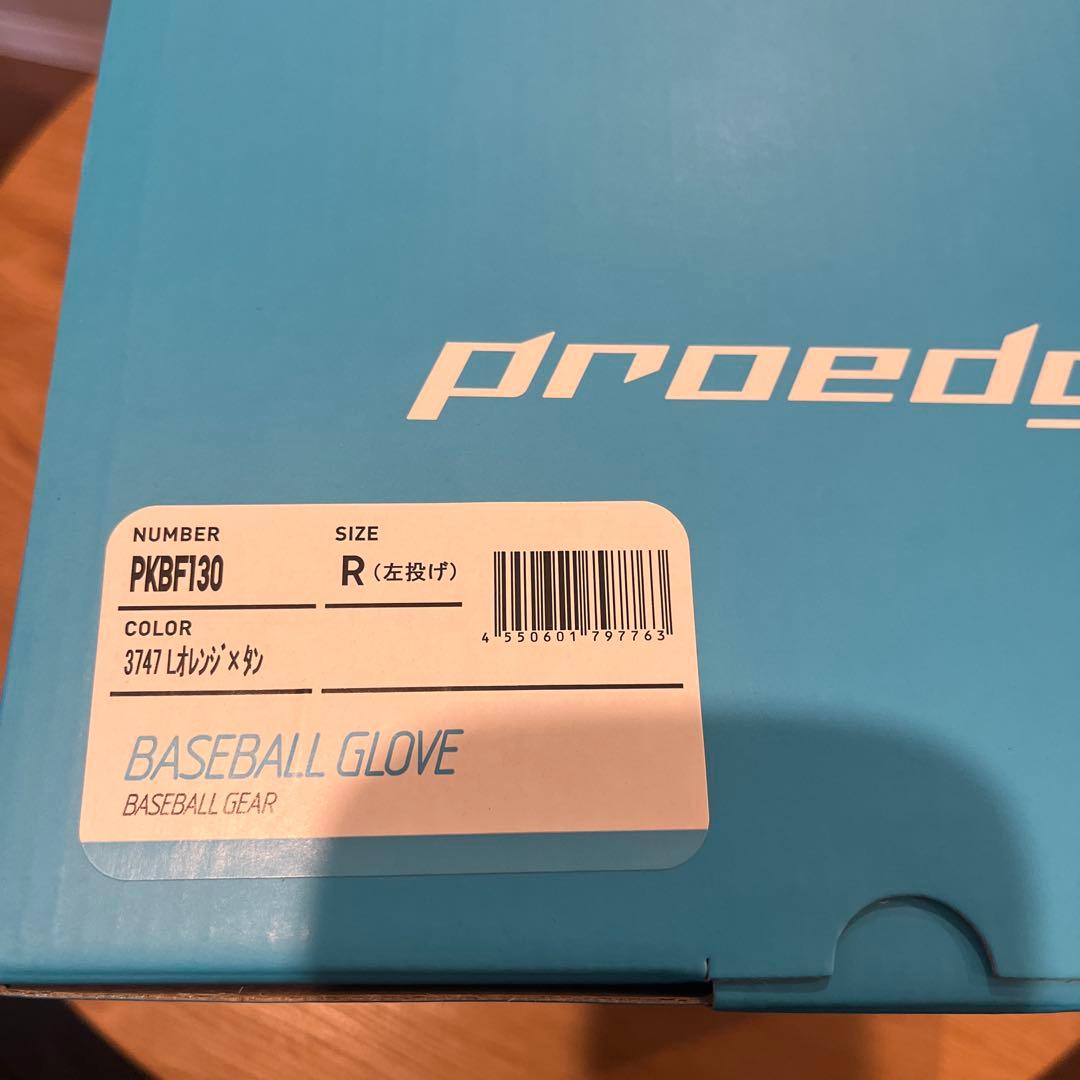 proedg
NUMBER
PKBF130
SIZE
R (左投げ)
4 550601 797763
COLOR
3747 Lオレンジ×タン
BASEBALL GLOVE
BASEBALL GEAR